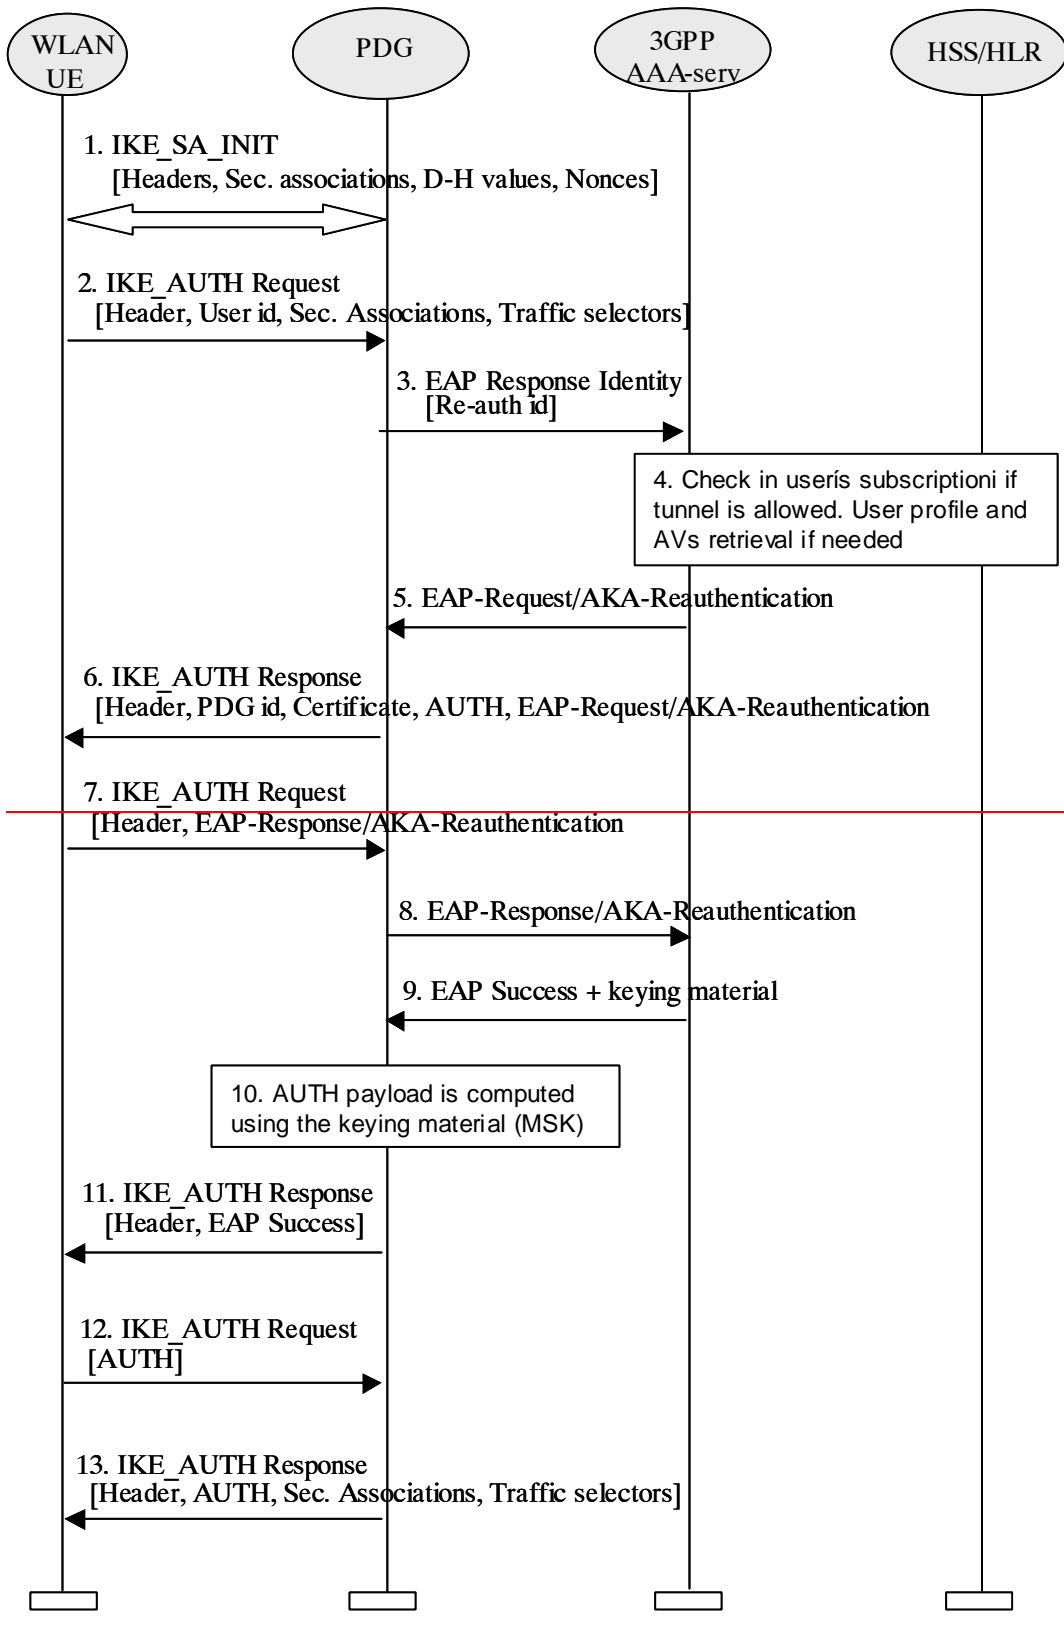 WLAN
UE
PDG
3GPP
AAA-serv
HSS/HLR
1. IKE_SA_INIT
[Headers, Sec. associations, D-H values, Nonces]
2. IKE_AUTH Request
[Header, User id, Sec. Associations, Traffic selectors]
3. EAP Response Identity
[Re-auth id]
4. Check in userís subscriptioni if
tunnel is allowed. User profile and
AVs retrieval if needed
5. EAP-Request/AKA-Reauthentication
6. IKE_AUTH Response
[Header, PDG id, Certificate, AUTH, EAP-Request/AKA-Reauthentication
7. IKE_AUTH Request
[Header, EAP-Response/AKA-Reauthentication
8. EAP-Response/AKA-Reauthentication
9. EAP Success + keying material
10. AUTH payload is computed
using the keying material (MSK)
11. IKE_AUTH Response
[Header, EAP Success]
12. IKE_AUTH Request
[AUTH]
13. IKE_AUTH Response
[Header, AUTH, Sec. Associations, Traffic selectors]